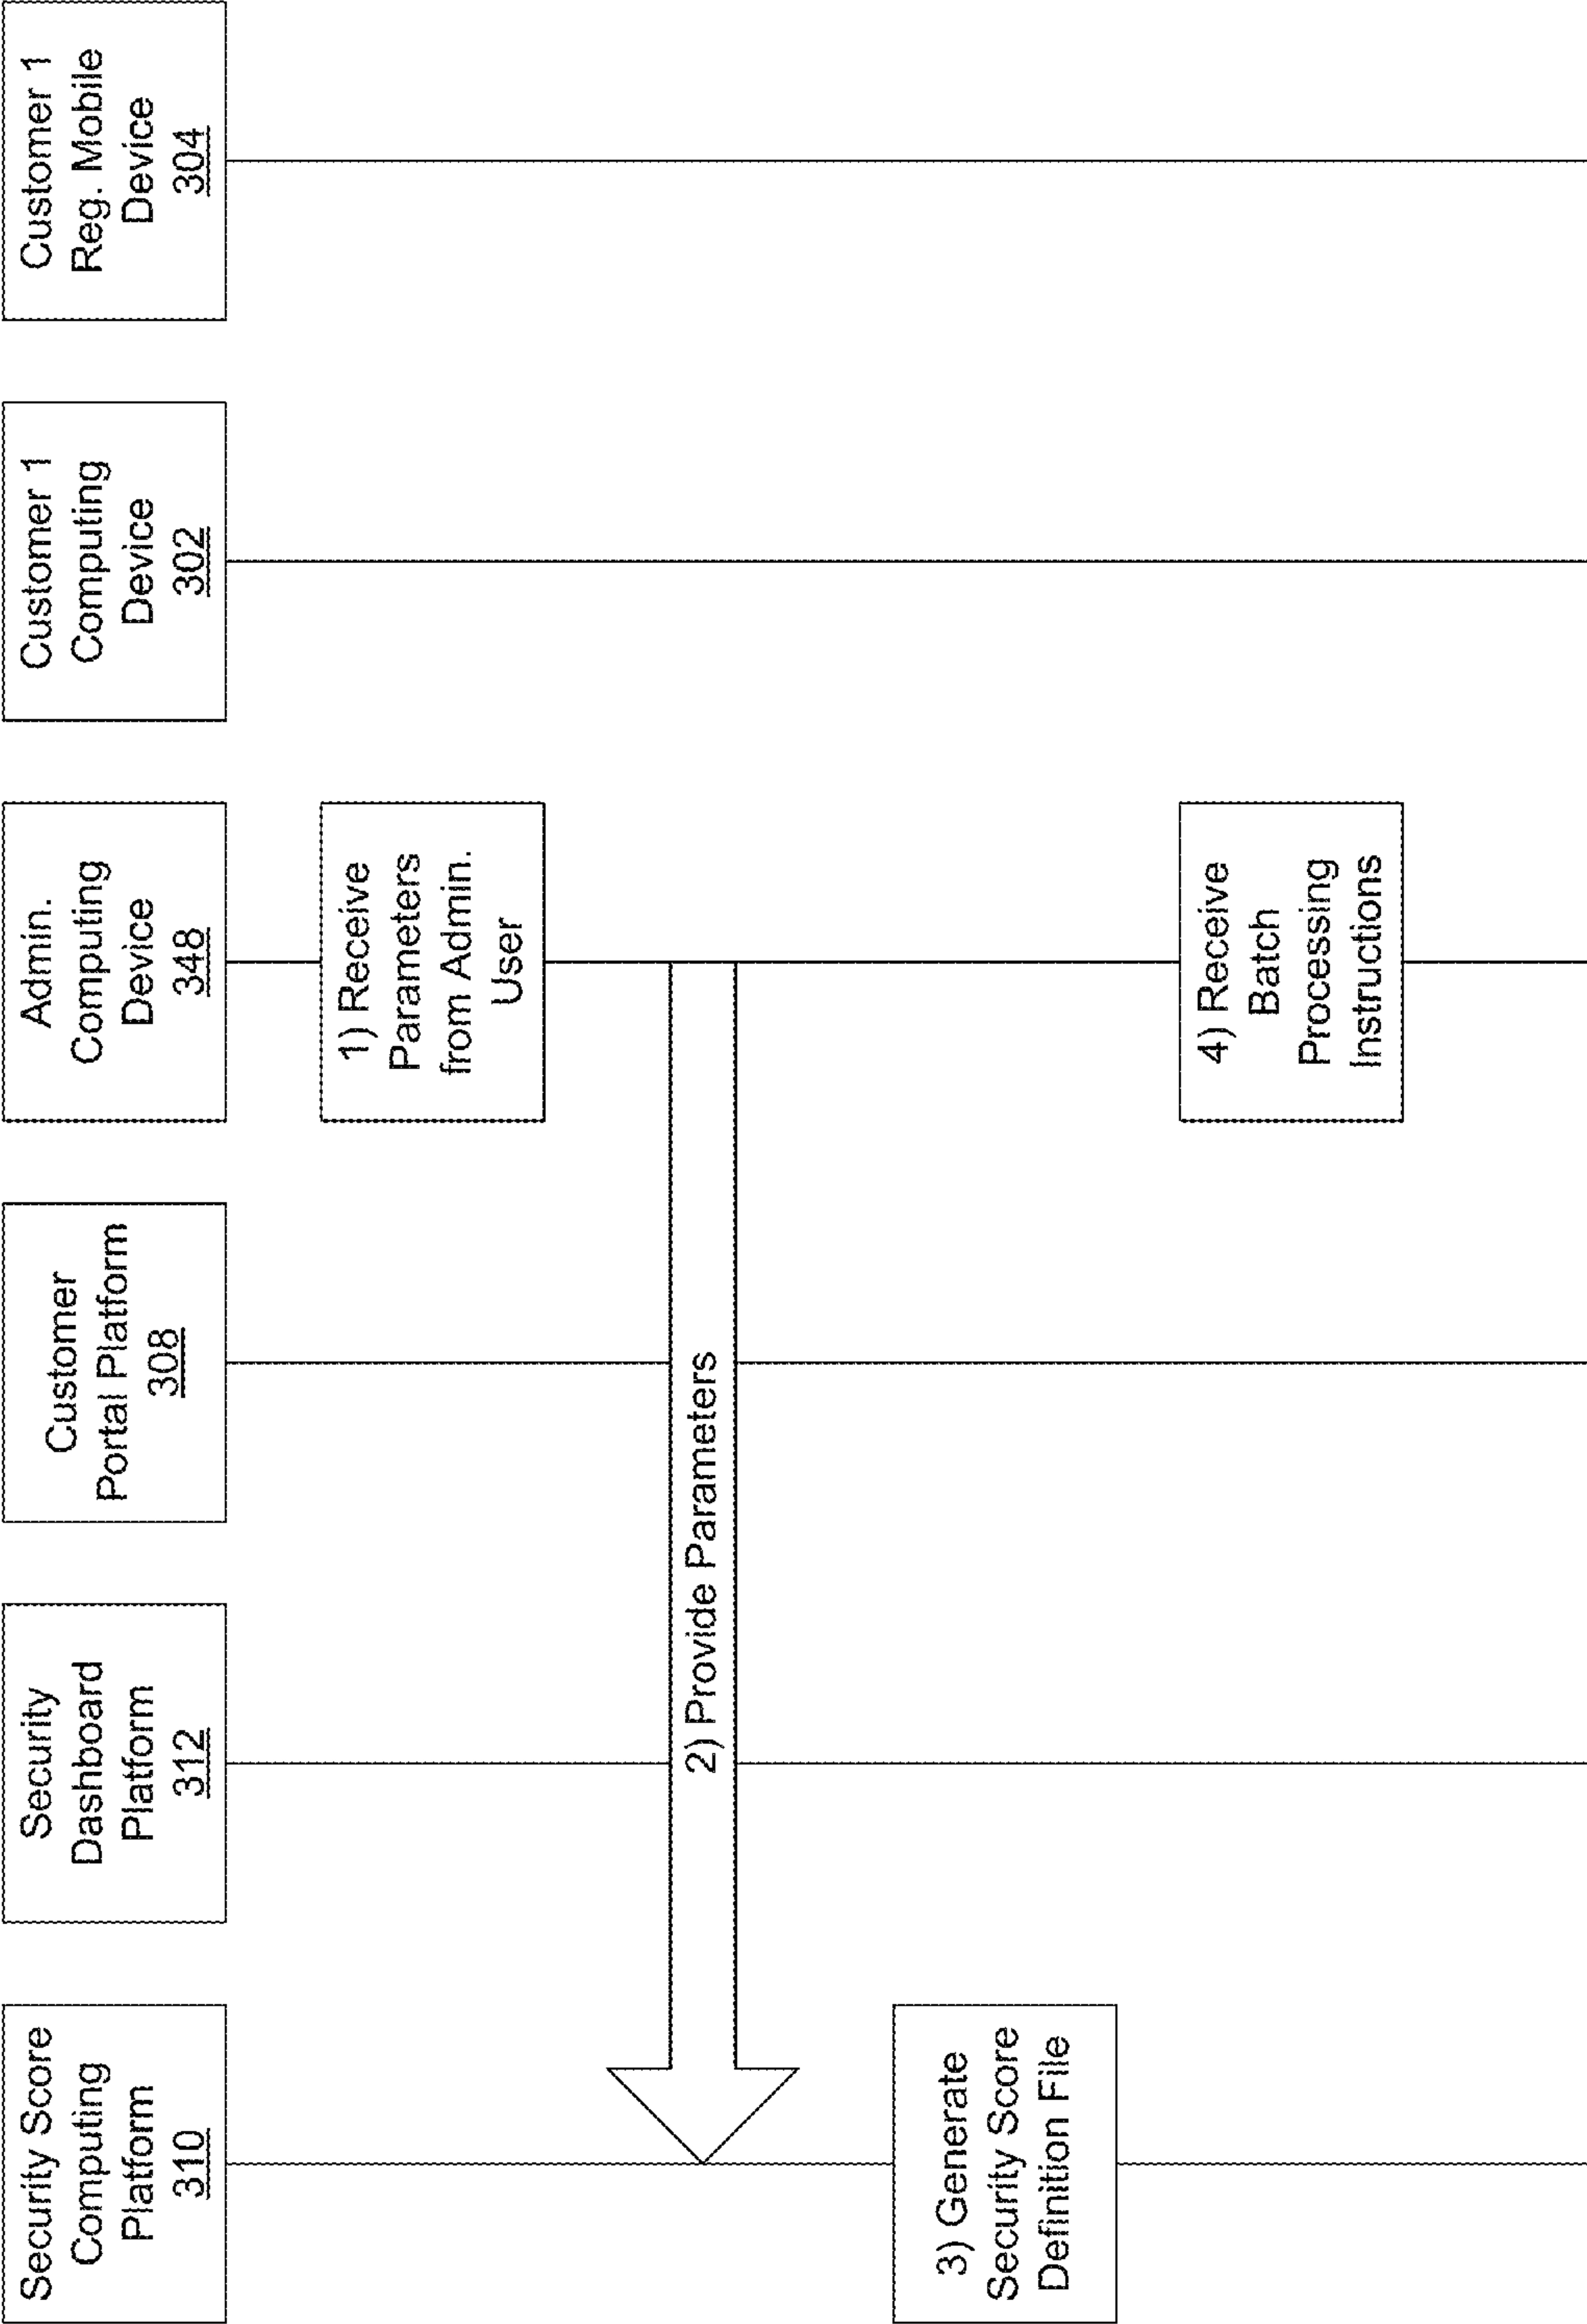 Security Score
Computing
Platform
310
Security
Dashboard
Platform
312
Customer
Portal Platform
308
Admin.
Computing
Device
348
Customer 1
Computing
Device
302
Customer 1
Reg. Mobile
Device
304
1) Receive
Parameters
from Admin.
User
2) Provide Parameters
3) Generate
Security Score
Definition File
4) Receive
Batch
Processing
Instructions